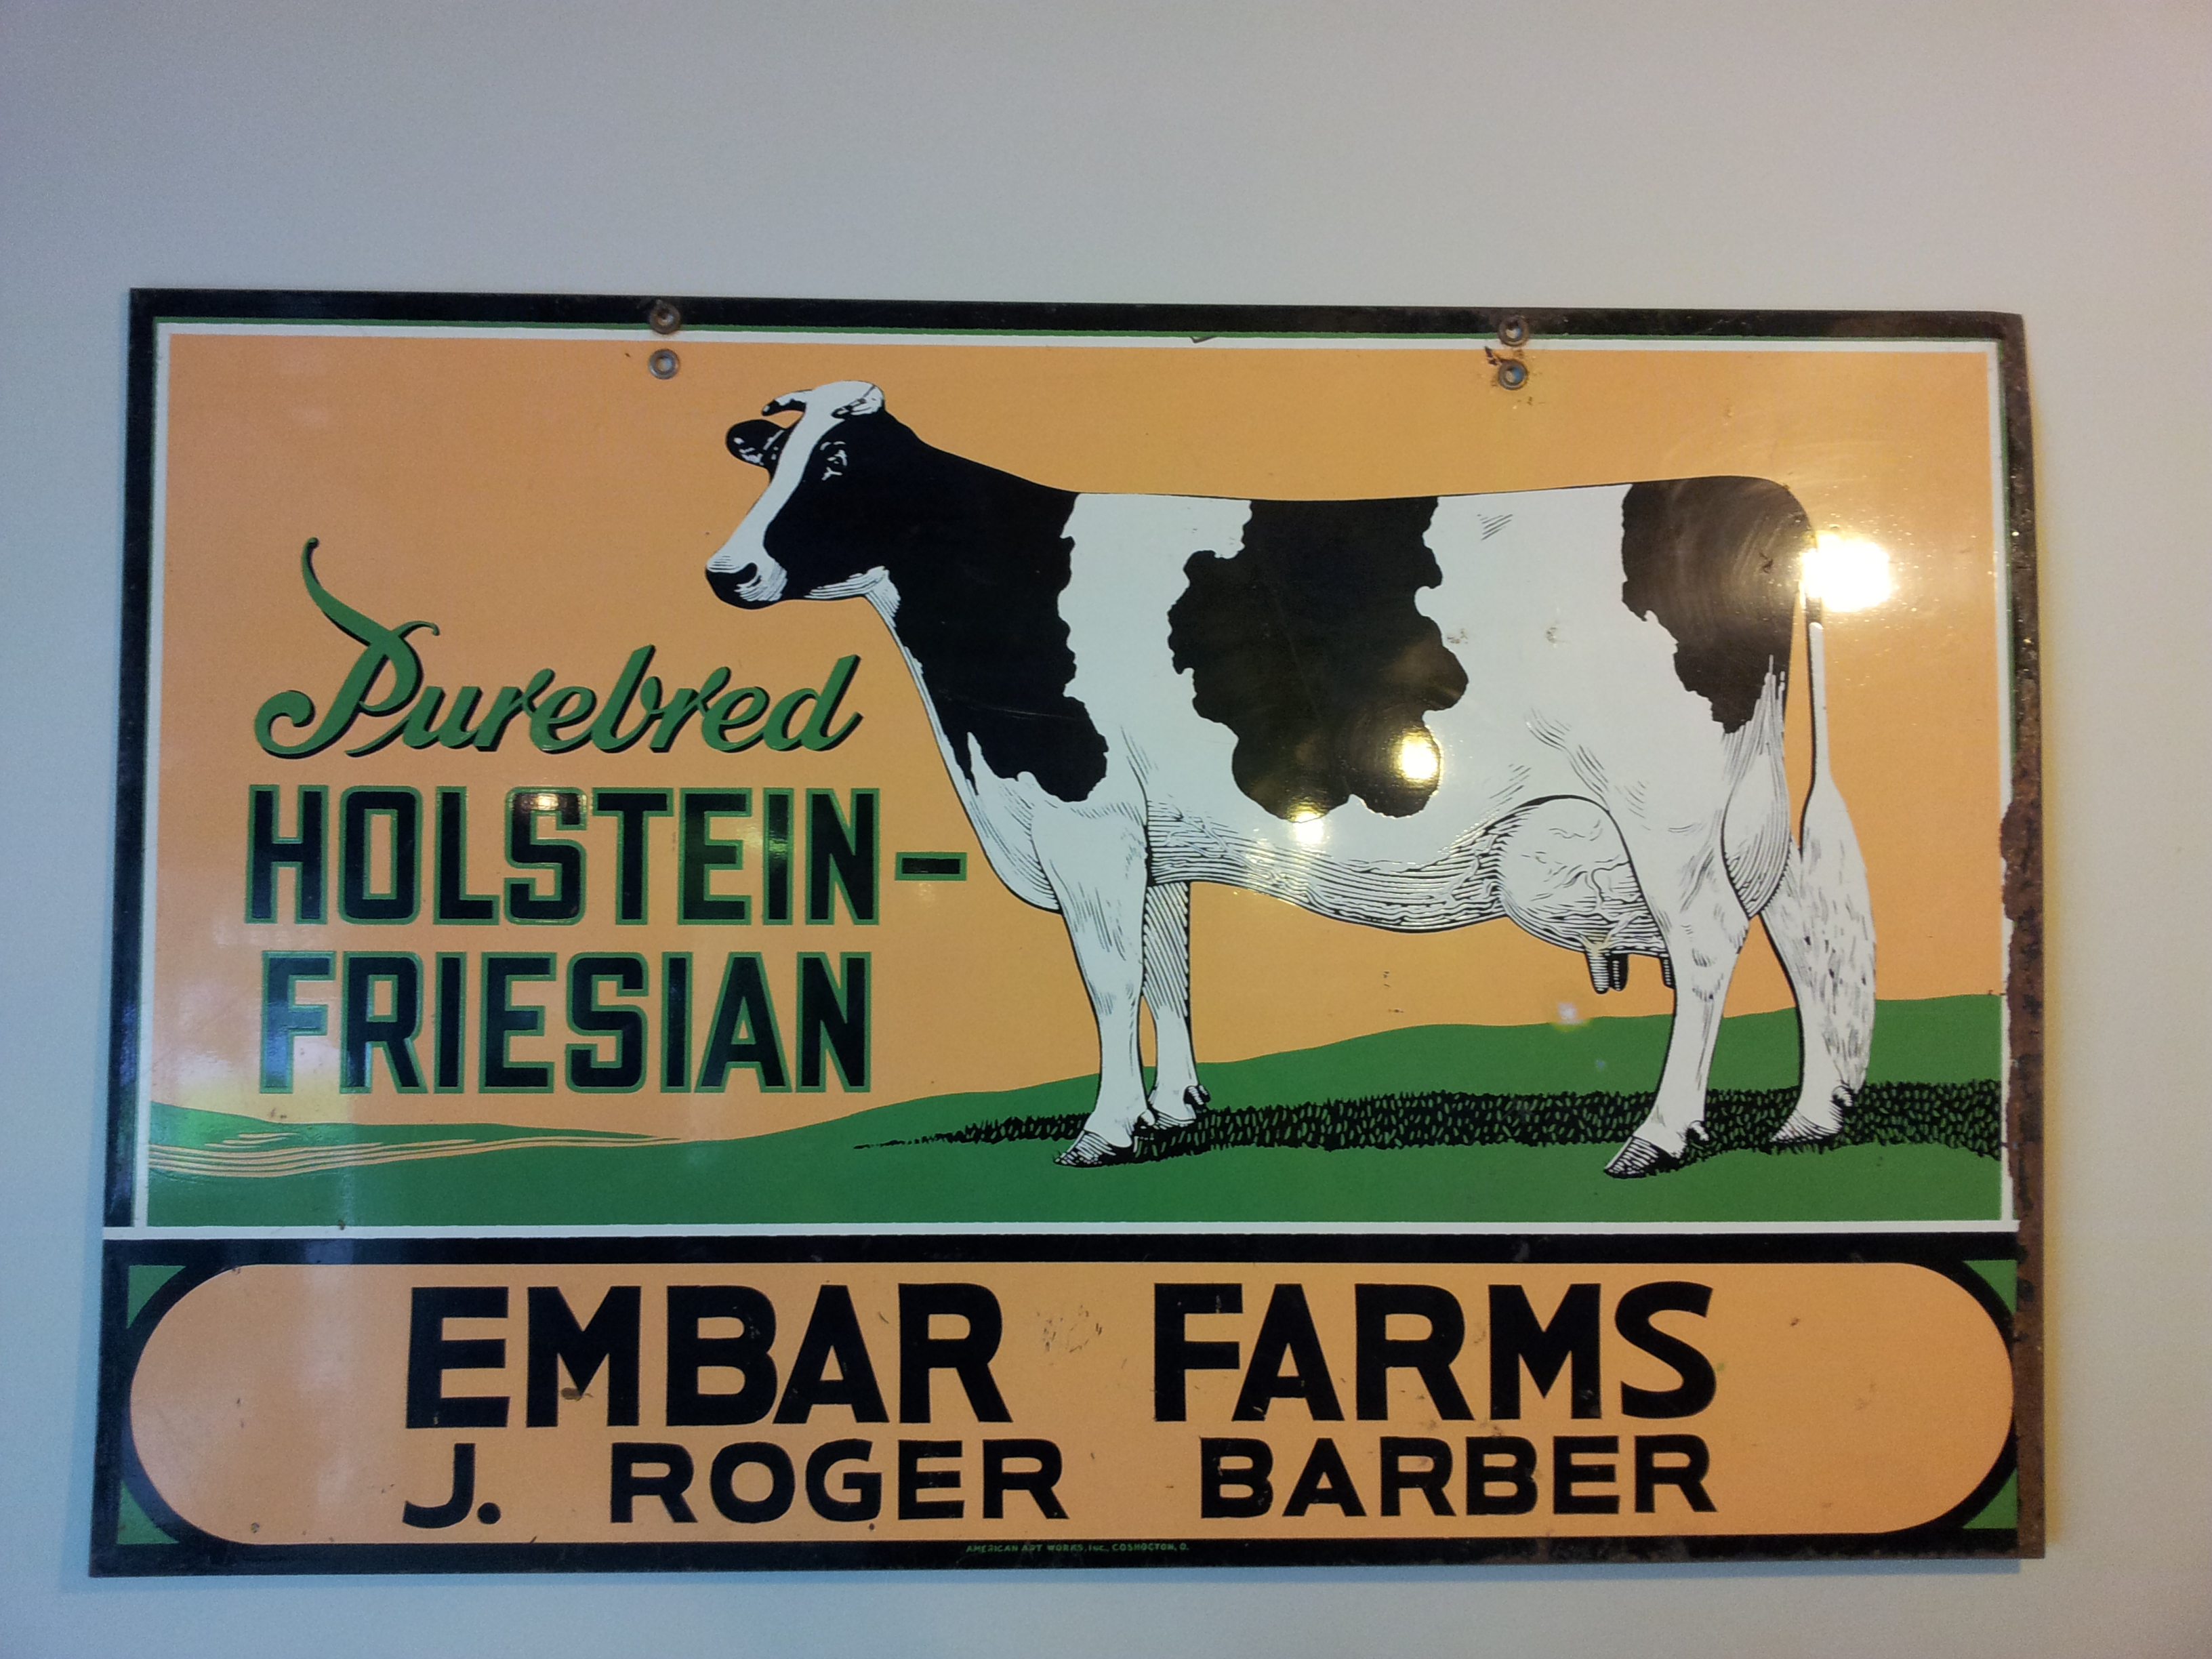 Purebred
HOLSTEIN-
FRIESIAN
EMBAR FARMS
J. ROGER BARBER
AMERICAN ART WORKS, INC., COSHOCTON, O.